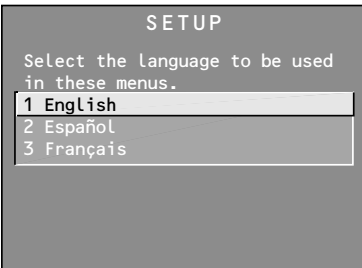 SETUP
Select the language to be used
in these menus.
1 English
2 Español
3 Français